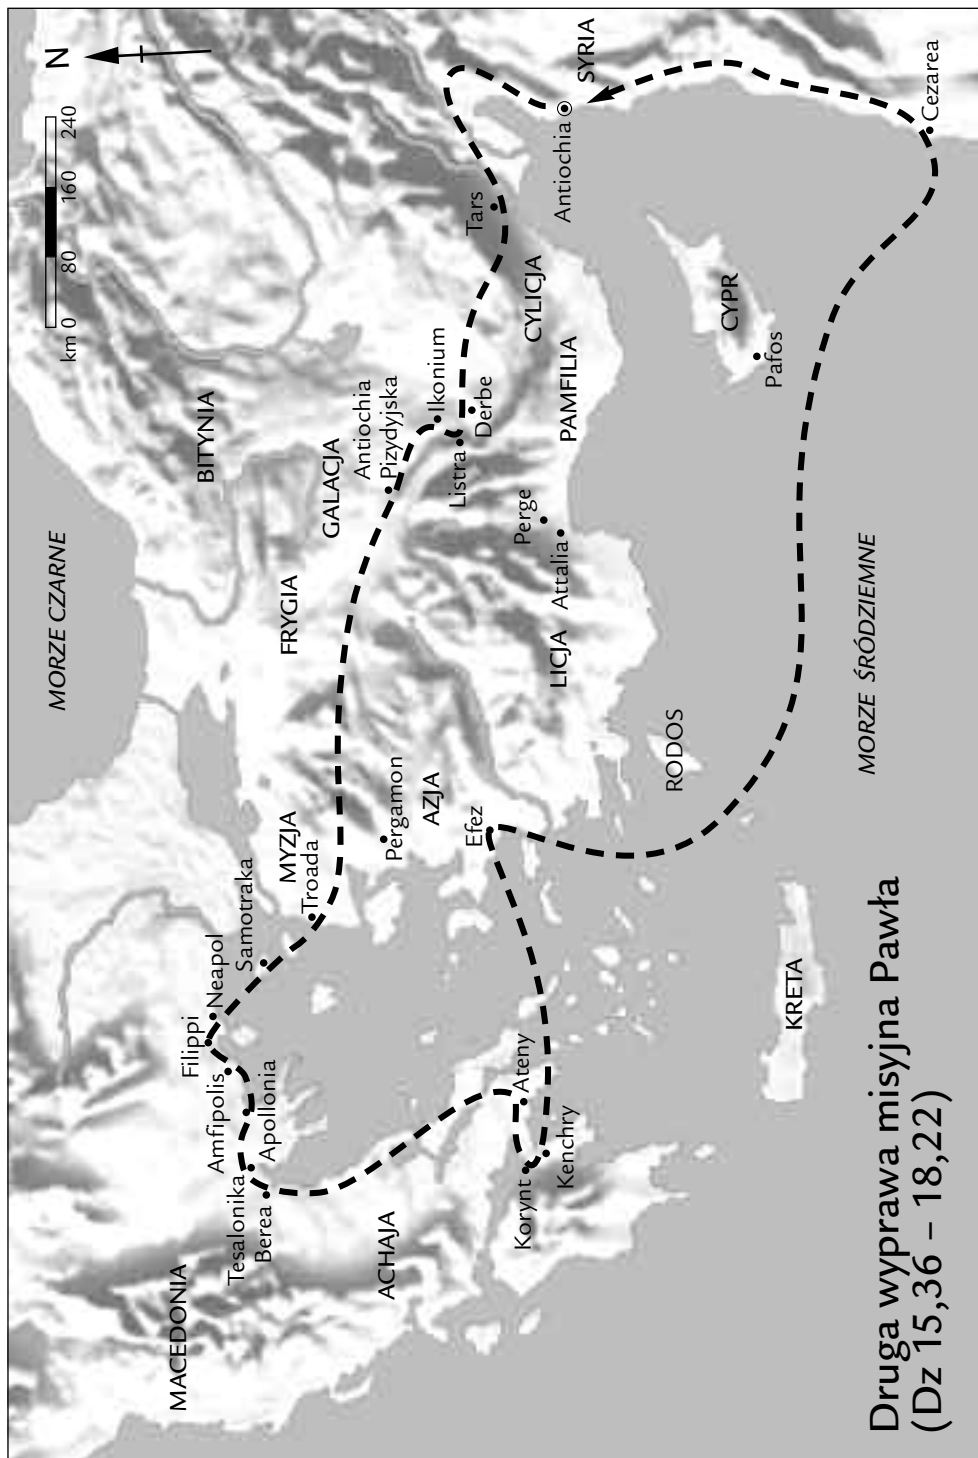 N
km 0 80 160 240
MORZE CZARNE
BITYNIA
MACEDONIA
Filippi
Neapol
Amfipolis
Samotraka
Apollonia
Tesalonika
Berea
MYZJA
Troada
FRYGIA
GALACJA
Antiochia
Pizydyjska
Ikonium
Derbe
Listra
Tars
Antiochia
SYRIA
CYLICJA
PAMFILIA
Perge
Attalia
LICJA
Pergamon
AZJA
Efez
ACHAJA
Ateny
Korynt
Kenchry
RODOS
CYPR
Pafos
KRETA
MORZE ŚRÓDZIEMNE
Cezarea
Druga wyprawa misyjna Pawła
(Dz 15,36 – 18,22)